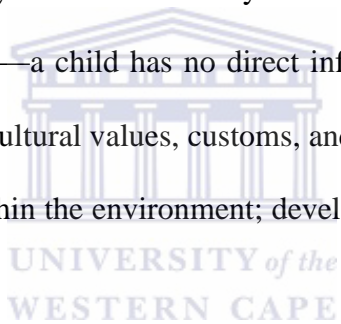 —a child has no direct inf
ultural values, customs, and
hin the environment; devel
UNIVERSITY of the
WESTERN CAPE